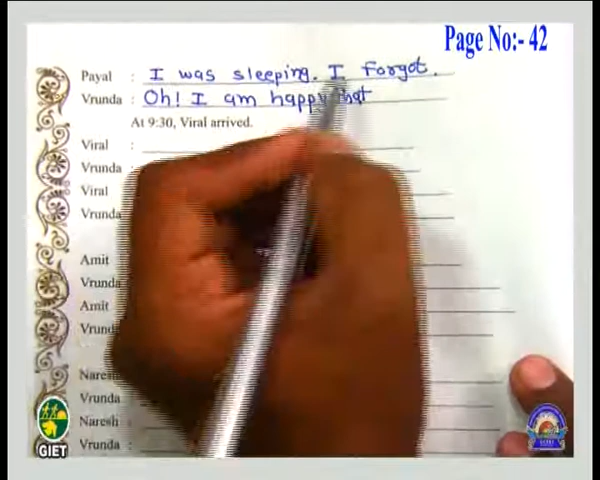 Page No:- 42
Payal : I was sleeping. I forgot.
Vrunda : Oh! I am happy that
At 9:30, Viral arrived.
Viral :
Vrunda :
Viral
Vrunda
Amit
Vrunda
Amit
Vrunda
Naresh
Vrunda
Naresh :
Vrunda :
GIET